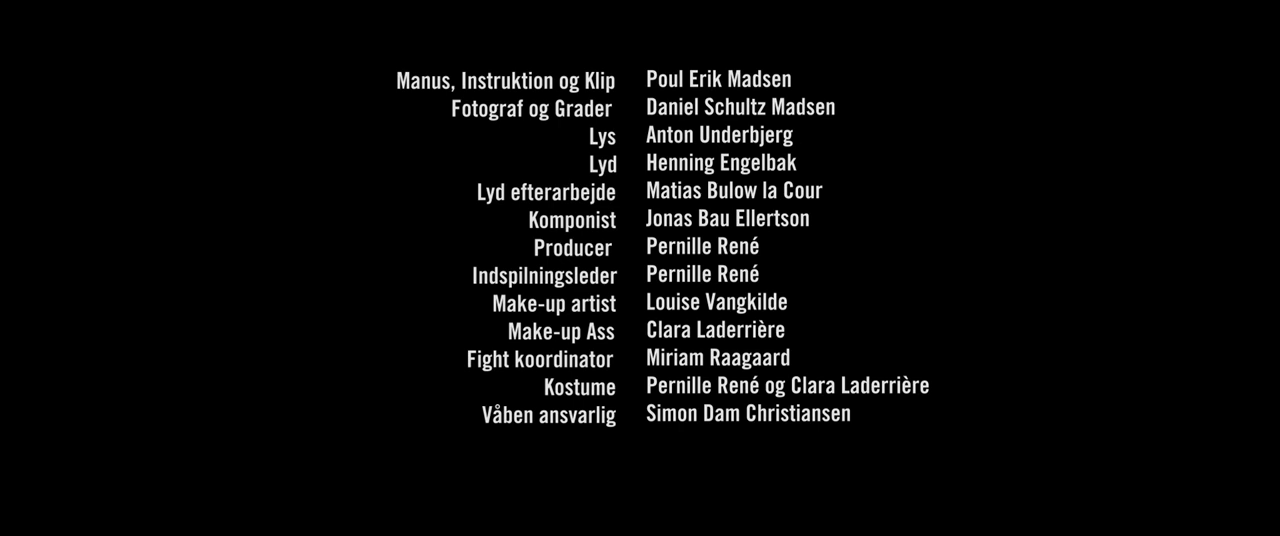 Manus, Instruktion og Klip Poul Erik Madsen
Fotograf og Grader Daniel Schultz Madsen
Lys Anton Underbjerg
Lyd Henning Engelbak
Lyd efterarbejde Matias Bulow la Cour
Komponist Jonas Bau Ellertson
Producer Pernille René
Indspilningsleder Pernille René
Make-up artist Louise Vangkilde
Make-up Ass Clara Laderrière
Fight koordinator Miriam Raagaard
Kostume Pernille René og Clara Laderrière
Våben ansvarlig Simon Dam Christiansen